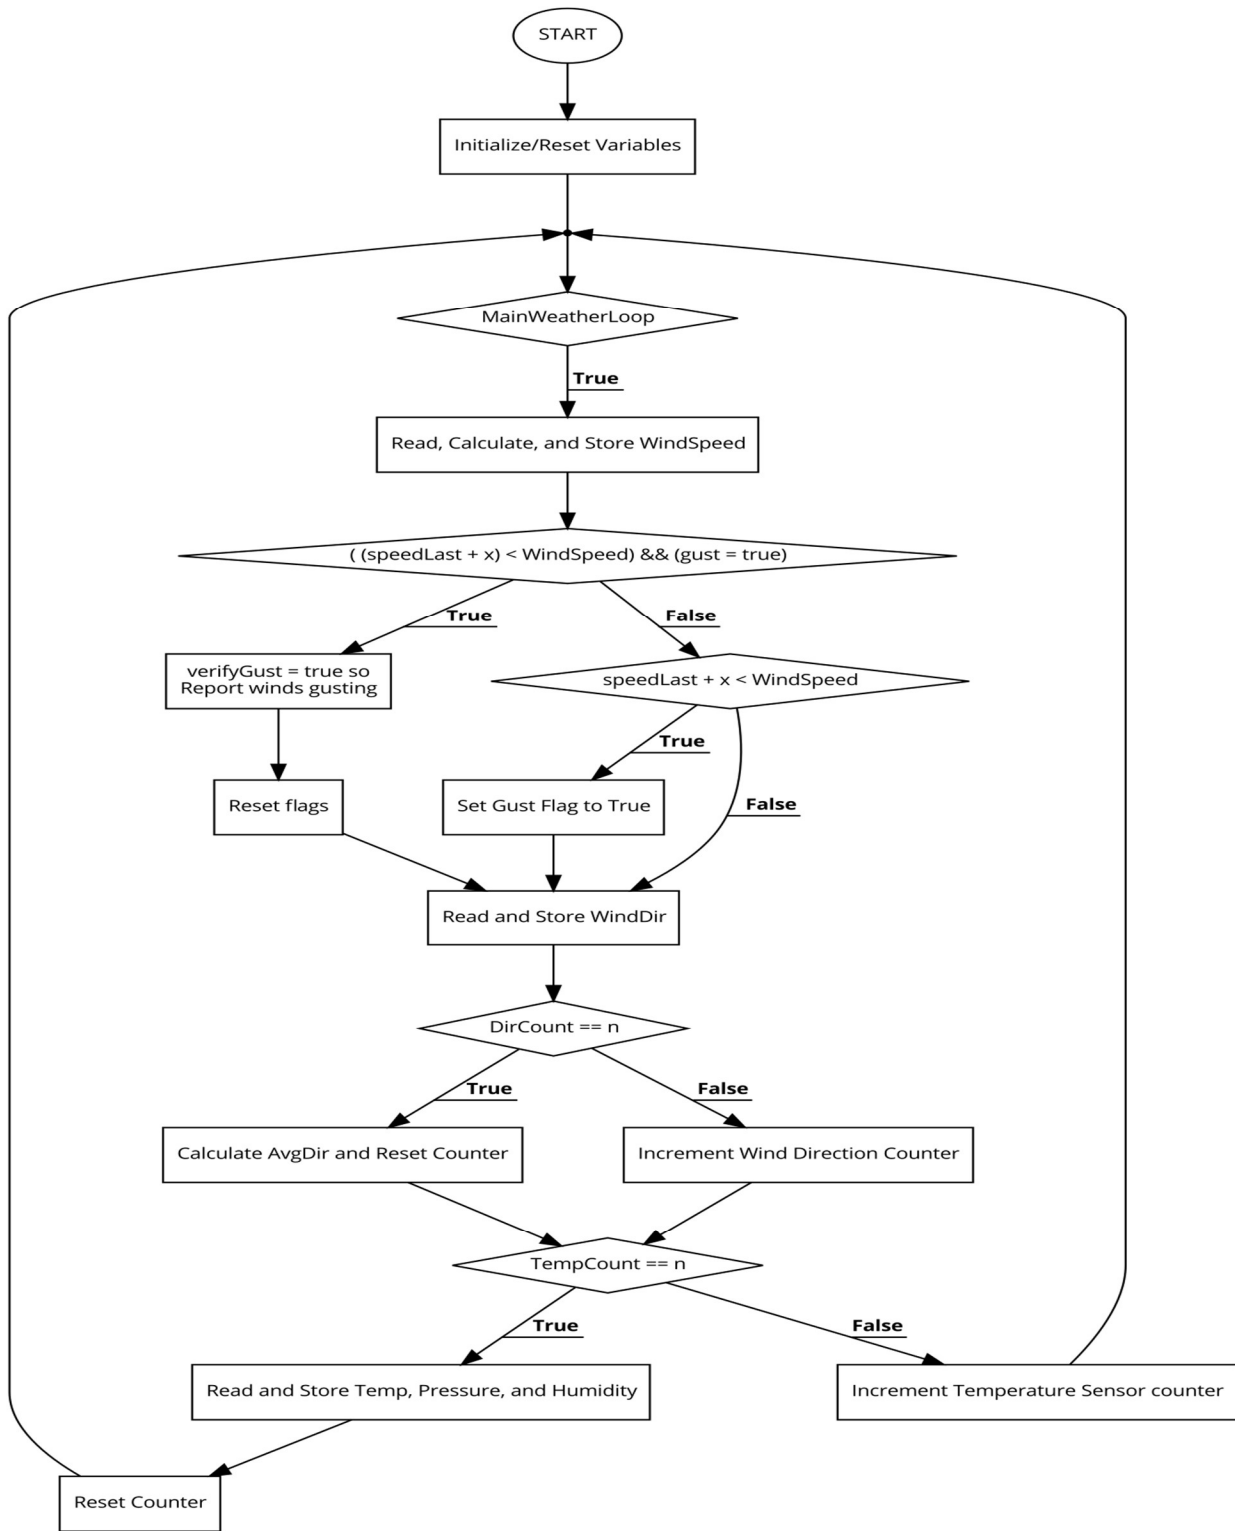 START
Initialize/Reset Variables
MainWeatherLoop
True
Read, Calculate, and Store WindSpeed
( (speedLast + x) < WindSpeed) && (gust = true)
True
False
verifyGust = true so
Report winds gusting
speedLast + x < WindSpeed
True
False
Reset flags
Set Gust Flag to True
Read and Store WindDir
DirCount == n
True
False
Calculate AvgDir and Reset Counter
Increment Wind Direction Counter
TempCount == n
True
False
Read and Store Temp, Pressure, and Humidity
Increment Temperature Sensor counter
Reset Counter